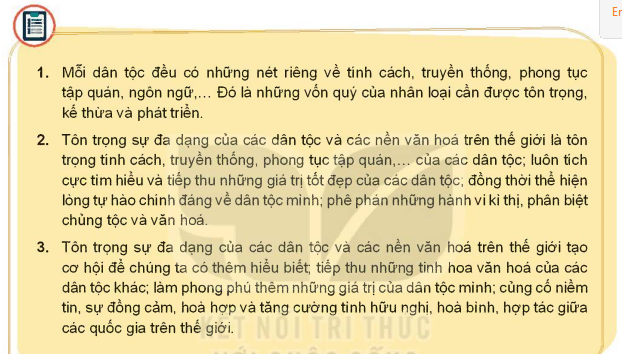 Er
1. Mỗi dân tộc đều có những nét riêng về tinh cách, truyền thống, phong tục
tập quán, ngôn ngữ,... Đó là những vốn quý của nhân loại cần được tôn trọng,
kế thừa và phát triển.
2. Tôn trọng sự đa dạng của các dân tộc và các nền văn hoá trên thế giới là tôn
trọng tinh cách, truyền thống, phong tục tập quán,... của các dân tộc; luôn tích
cực tìm hiểu và tiếp thu những giá trị tốt đẹp của các dân tộc; đồng thời thể hiện
lòng tự hào chính đáng về dân tộc mình; phê phán những hành vi kì thị, phân biệt
chủng tộc và văn hoá.
3. Tôn trọng sự đa dạng của các dân tộc và các nền văn hoá trên thế giới tạo
cơ hội để chúng ta có thêm hiểu biết; tiếp thu những tinh hoa văn hoá của các
dân tộc khác; làm phong phú thêm những giá trị của dân tộc mình; củng cố niềm
tin, sự đồng cảm, hoà hợp và tăng cường tình hữu nghị, hoà bình, hợp tác giữa
các quốc gia trên thế giới.
KẾT NỐI TRI THỨC
VỚI CUỘC SỐNG